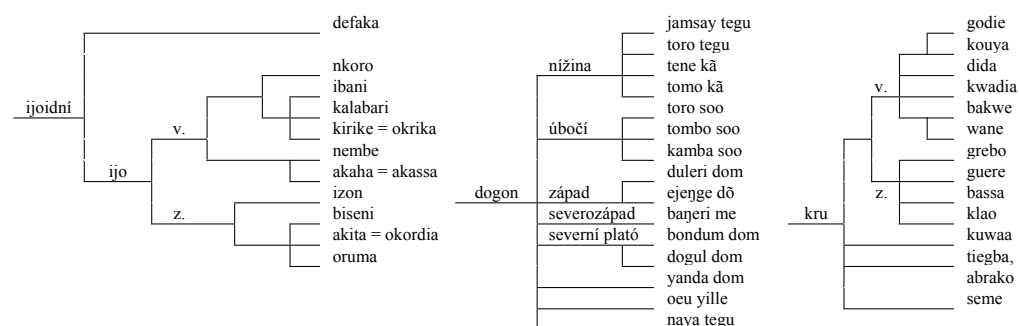 defaka
nkoro
ibani
kalabari
kirike = okrika
nembe
akaha = akassa
izon
biseni
akita = okordia
oruma
ijoidní
ijo
v.
z.
jamsay tegu
toro tegu
tene kã
tomo kã
toro soo
tombo soo
kamba soo
duleri dom
ejeŋge dõ
baŋeri me
bondum dom
dogul dom
yanda dom
oeu yille
naya tegu
nížina
úbočí
západ
severozápad
severní plató
dogon
godie
kouya
dida
kwadia
bakwe
wane
grebo
guere
bassa
klao
kuwaa
tiegba,
abrako
seme
v.
z.
kru